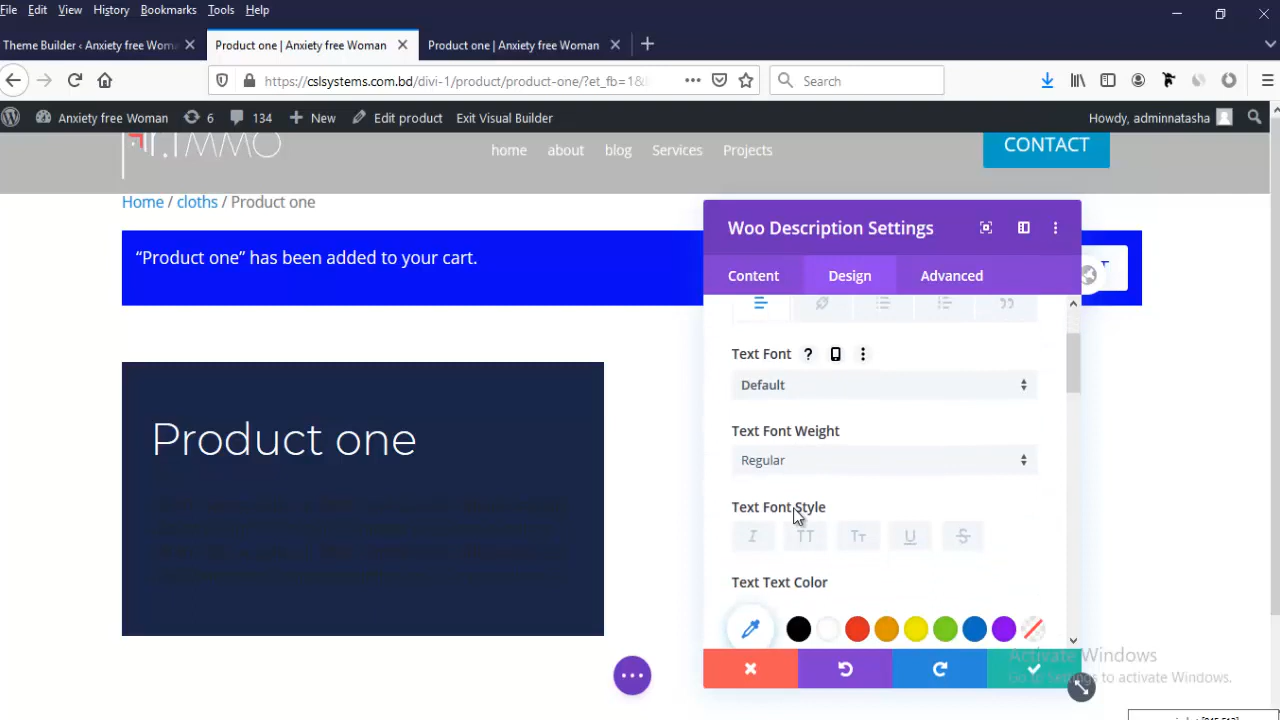 File Edit View History Bookmarks Tools Help
Theme Builder ‹ Anxiety free Wom
Product one | Anxiety free Woman
Product one | Anxiety free Woman
https://cslsystems.com.bd/divi-1/product/product-one/?et_fb=1&
Search
Anxiety free Woman 6 134 New Edit product Exit Visual Builder Howdy, adminnatasha
home about blog Services Projects CONTACT
Home / cloths / Product one
“Product one” has been added to your cart.
Product one
Woo Description Settings
Content Design Advanced
Text Font ?
Default
Text Font Weight
Regular
Text Font Style
I TT Tт U S
Text Text Color
Activate Windows
Go to Settings to activate Windows.